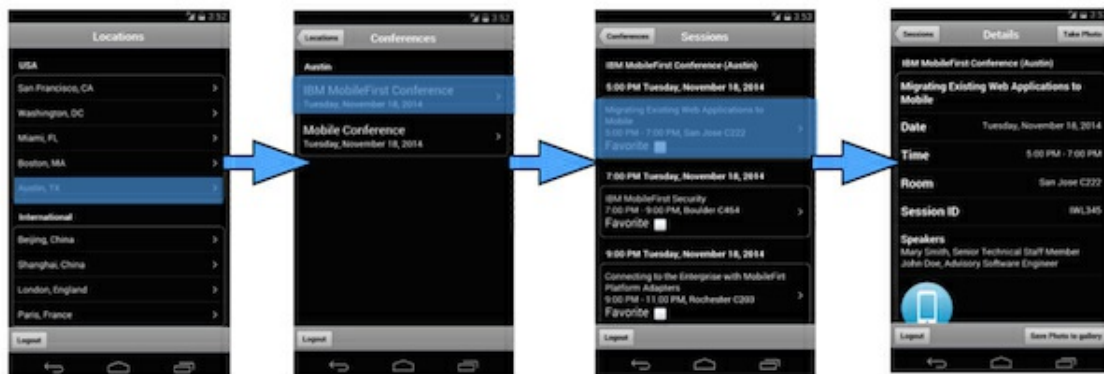 3:52
Locations
USA
San Francisco, CA
Washington, DC
Miami, FL
Boston, MA
Austin, TX
International
Beijing, China
Shanghai, China
London, England
Paris, France
Logout
3:52
Locations
Conferences
Austin
IBM MobileFirst Conference
Tuesday, November 18, 2014
Mobile Conference
Tuesday, November 18, 2014
Logout
3:53
Conferences
Sessions
IBM MobileFirst Conference (Austin)
5:00 PM Tuesday, November 18, 2014
Migrating Existing Web Applications to
Mobile
5:00 PM - 7:00 PM, San Jose C222
Favorite
7:00 PM Tuesday, November 18, 2014
IBM MobileFirst Security
7:00 PM - 9:00 PM, Boulder C454
Favorite
9:00 PM Tuesday, November 18, 2014
Connecting to the Enterprise with MobileFirt
Platform Adapters
9:00 PM - 11:00 PM, Rochester C203
Favorite
Logout
Sessions
Details
Take Photo
IBM MobileFirst Conference (Austin)
Migrating Existing Web Applications to
Mobile
Date Tuesday, November 18, 2014
Time 5:00 PM - 7:00 PM
Room San Jose C222
Session ID IWL345
Speakers
Mary Smith, Senior Technical Staff Member
John Doe, Advisory Software Engineer
Logout
Save Photo to gallery